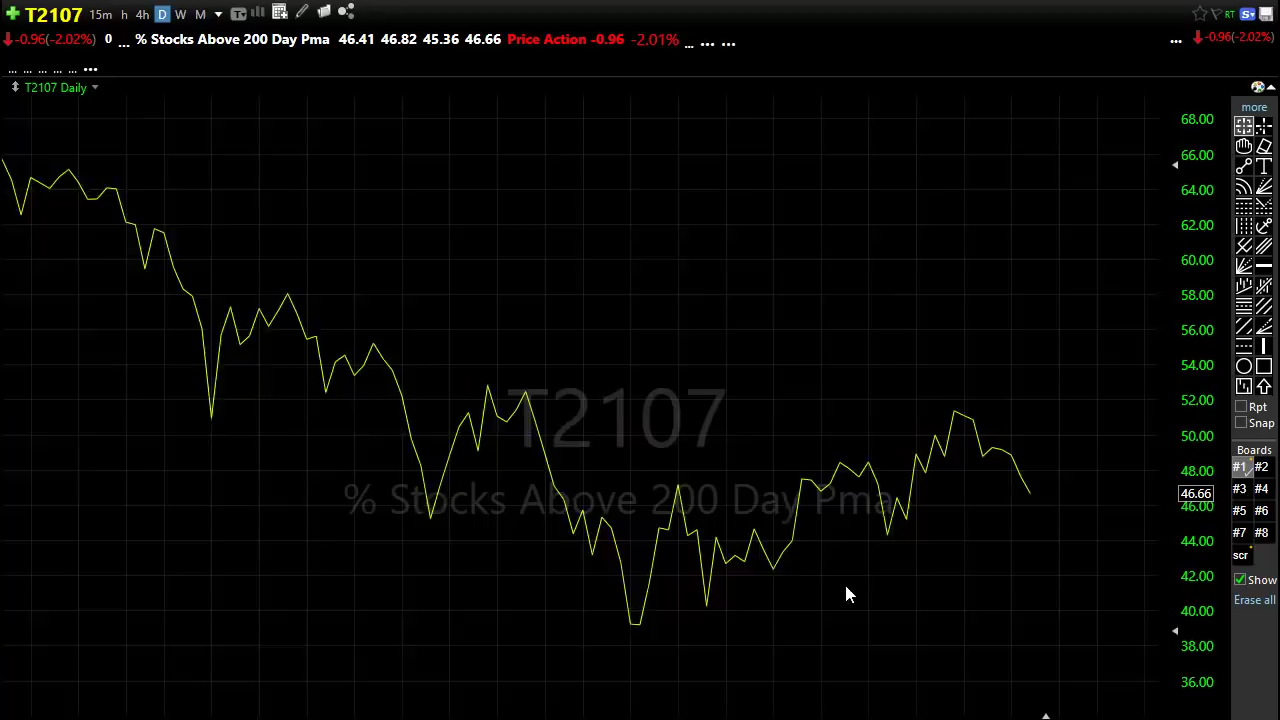 T2107 15m h 4h D W M RT S
-0.96(-2.02%) 0 ... % Stocks Above 200 Day Pma 46.41 46.82 45.36 46.66 Price Action -0.96 -2.01% ... ... ... ... -0.96(-2.02%)
... ... ... ... ... ...
T2107 Daily
more
68.00
66.00
64.00
62.00
60.00
58.00
56.00
54.00
52.00
50.00
48.00
46.66
46.00
44.00
42.00
40.00
38.00
36.00
T2107
% Stocks Above 200 Day Pma
Rpt
Snap
Boards
#1 #2
#3 #4
#5 #6
#7 #8
scr
Show
Erase all